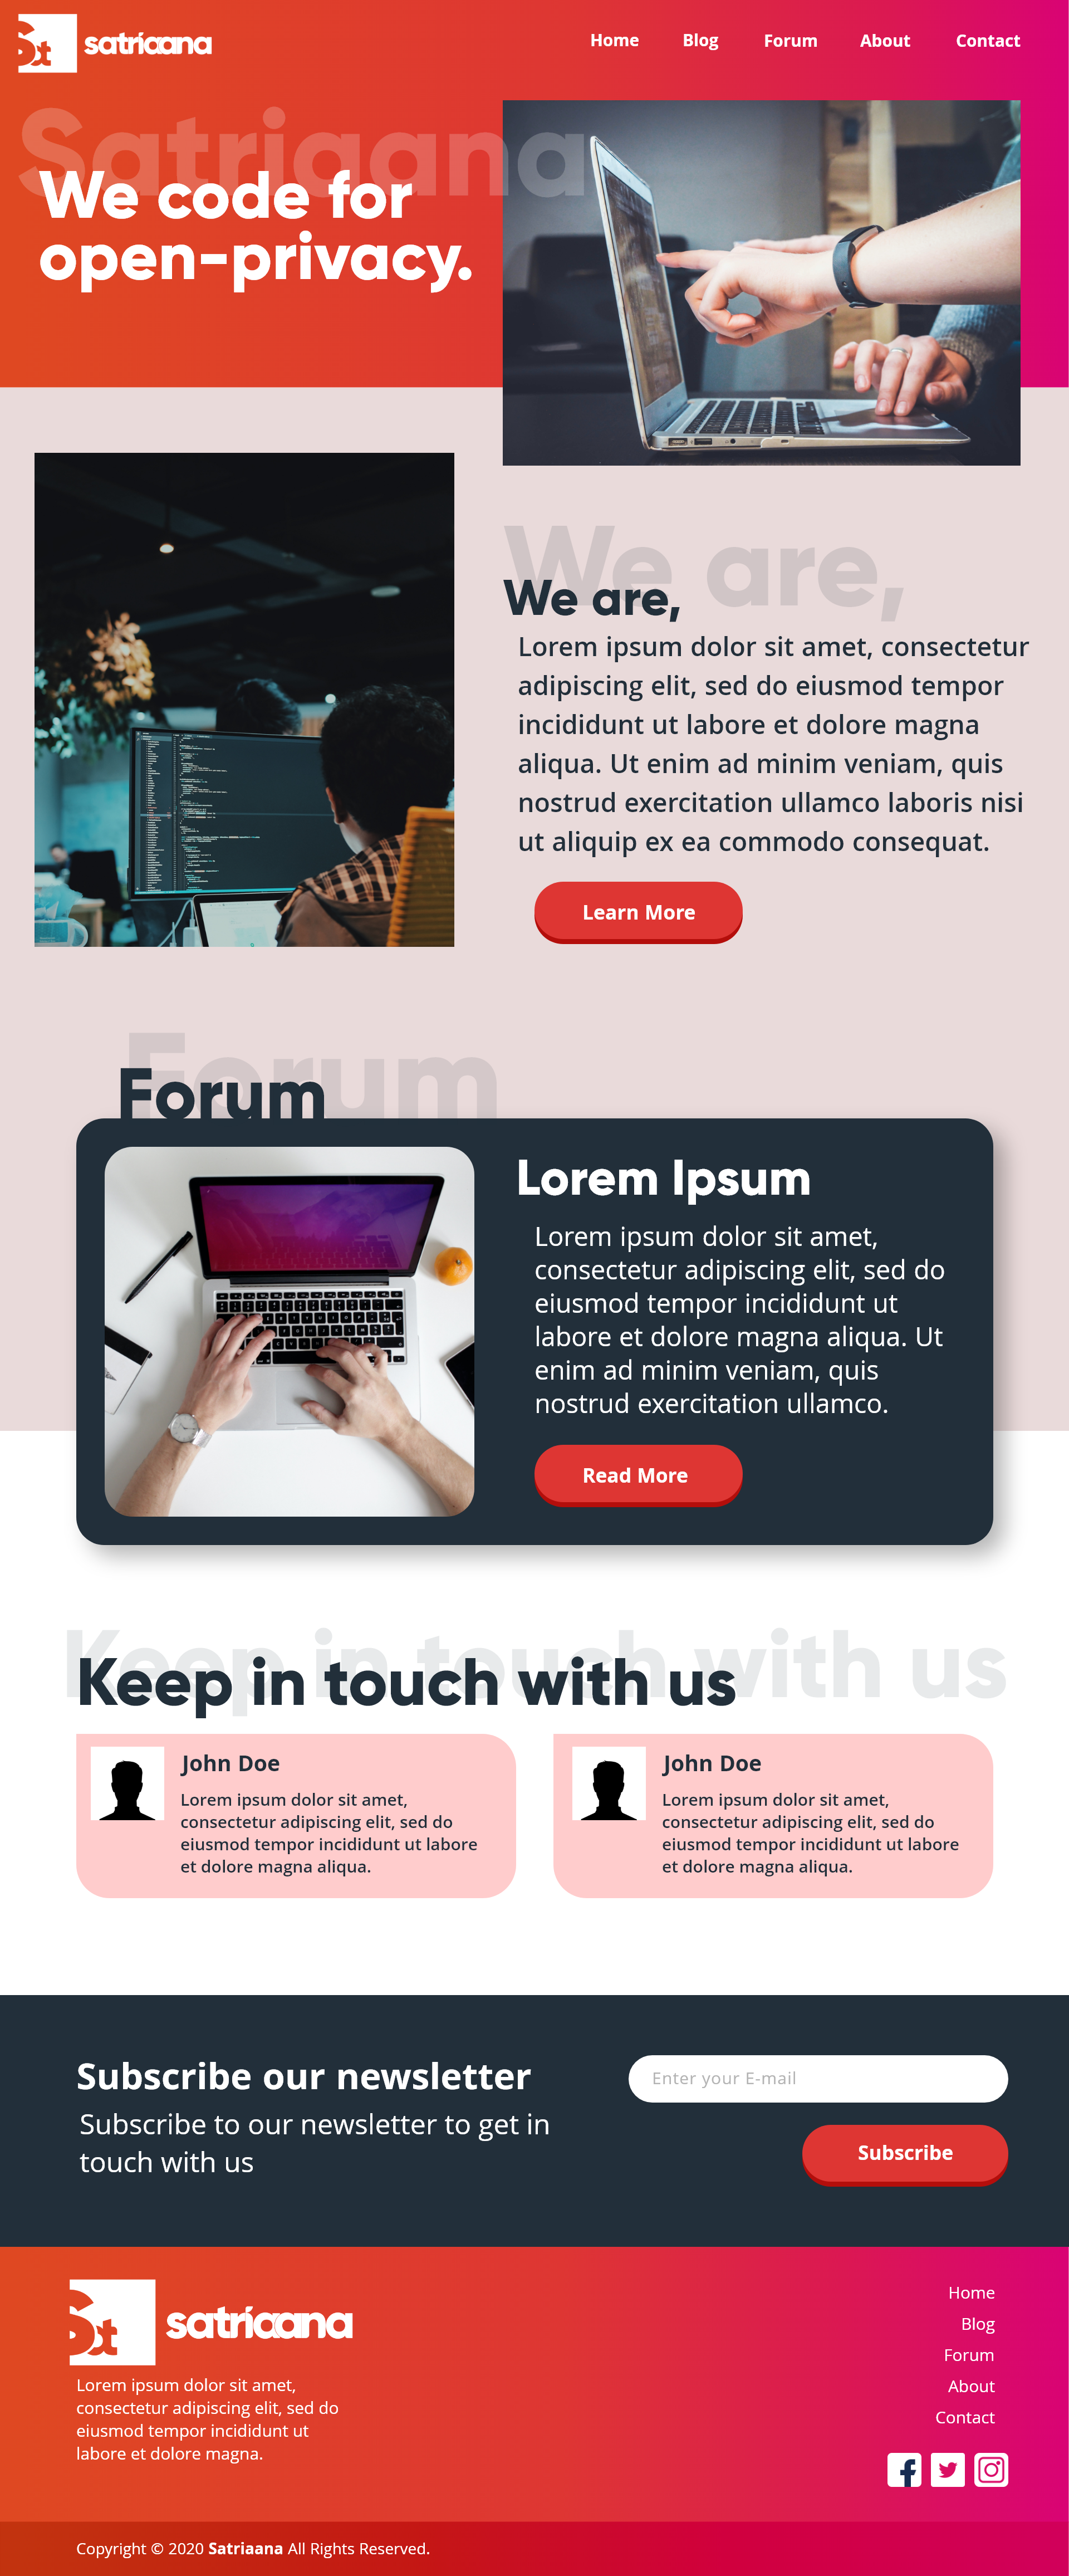 St satriaana
Home Blog Forum About Contact
Satriaana
We code for
open-privacy.
We are,
We are,
Lorem ipsum dolor sit amet, consectetur
adipiscing elit, sed do eiusmod tempor
incididunt ut labore et dolore magna
aliqua. Ut enim ad minim veniam, quis
nostrud exercitation ullamco laboris nisi
ut aliquip ex ea commodo consequat.
Learn More
Forum
Forum
Lorem Ipsum
Lorem ipsum dolor sit amet,
consectetur adipiscing elit, sed do
eiusmod tempor incididunt ut
labore et dolore magna aliqua. Ut
enim ad minim veniam, quis
nostrud exercitation ullamco.
Read More
Keep in touch with us
Keep in touch with us
John Doe
Lorem ipsum dolor sit amet,
consectetur adipiscing elit, sed do
eiusmod tempor incididunt ut labore
et dolore magna aliqua.
John Doe
Lorem ipsum dolor sit amet,
consectetur adipiscing elit, sed do
eiusmod tempor incididunt ut labore
et dolore magna aliqua.
Subscribe our newsletter
Subscribe to our newsletter to get in
touch with us
Enter your E-mail
Subscribe
St satriaana
Lorem ipsum dolor sit amet,
consectetur adipiscing elit, sed do
eiusmod tempor incididunt ut
labore et dolore magna.
Home
Blog
Forum
About
Contact
Copyright © 2020 Satriaana All Rights Reserved.